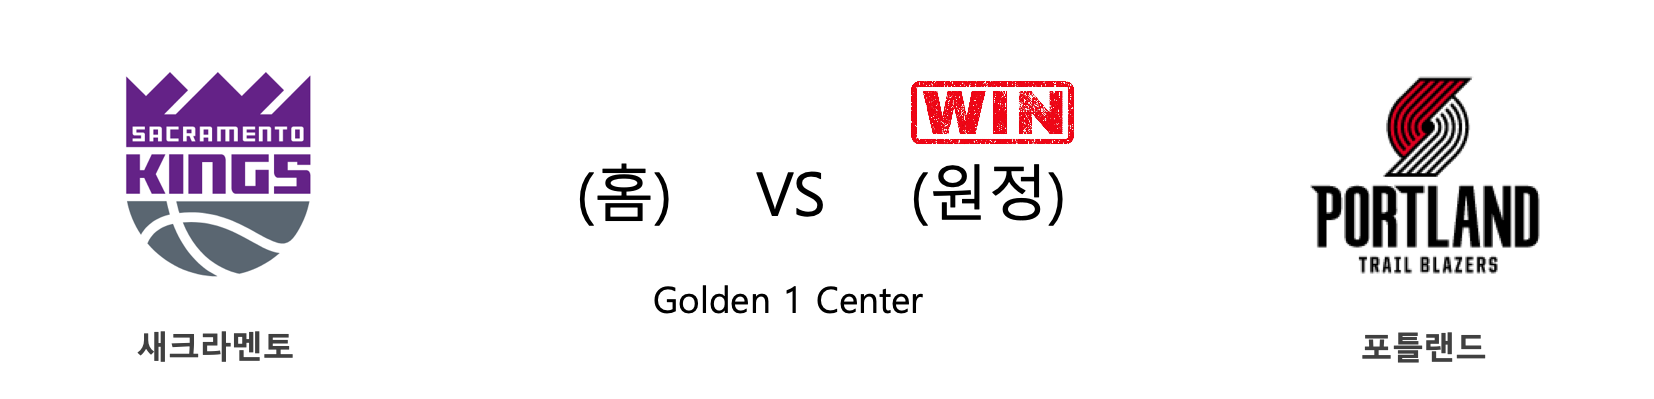 SACRAMENTO
KINGS
새크라멘토
WIN
(홈) VS (원정)
Golden 1 Center
PORTLAND
TRAIL BLAZERS
포틀랜드